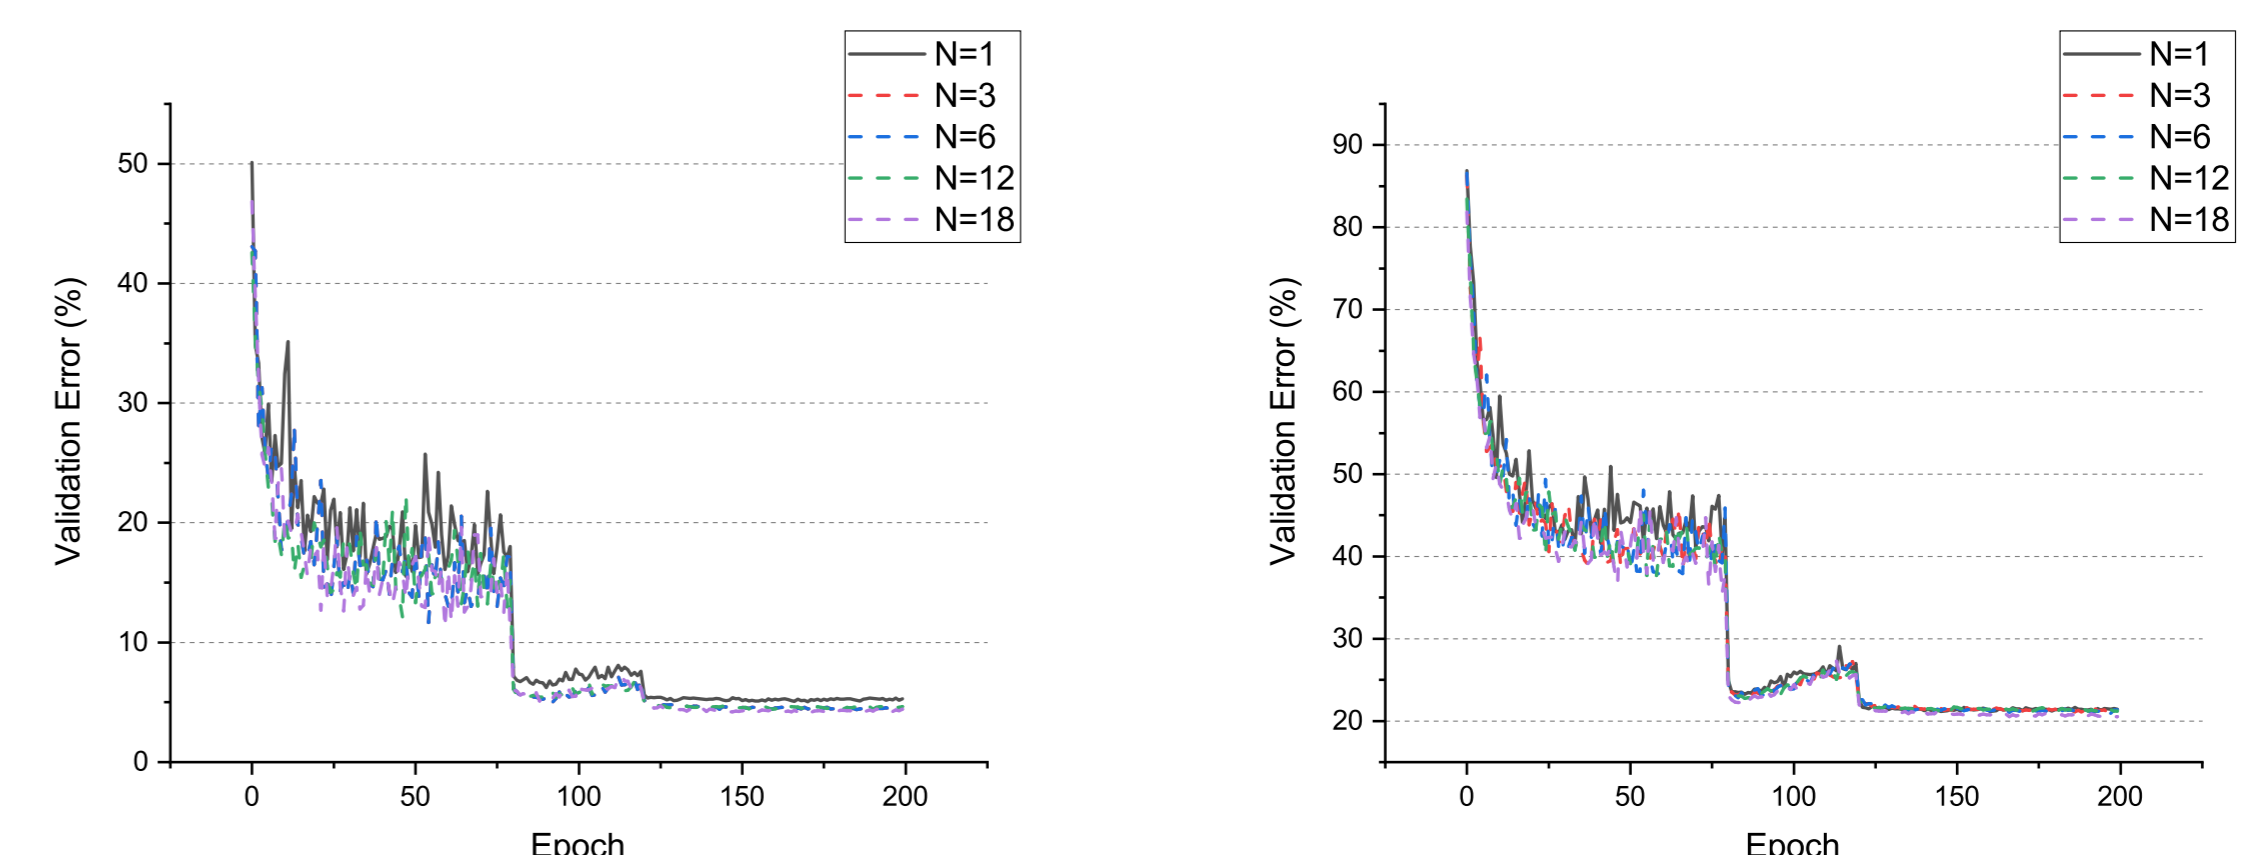 N=1
N=3
N=6
N=12
N=18
Validation Error (%)
50
40
30
20
10
0
0 50 100 150 200
Epoch
N=1
N=3
N=6
N=12
N=18
Validation Error (%)
90
80
70
60
50
40
30
20
0 50 100 150 200
Epoch